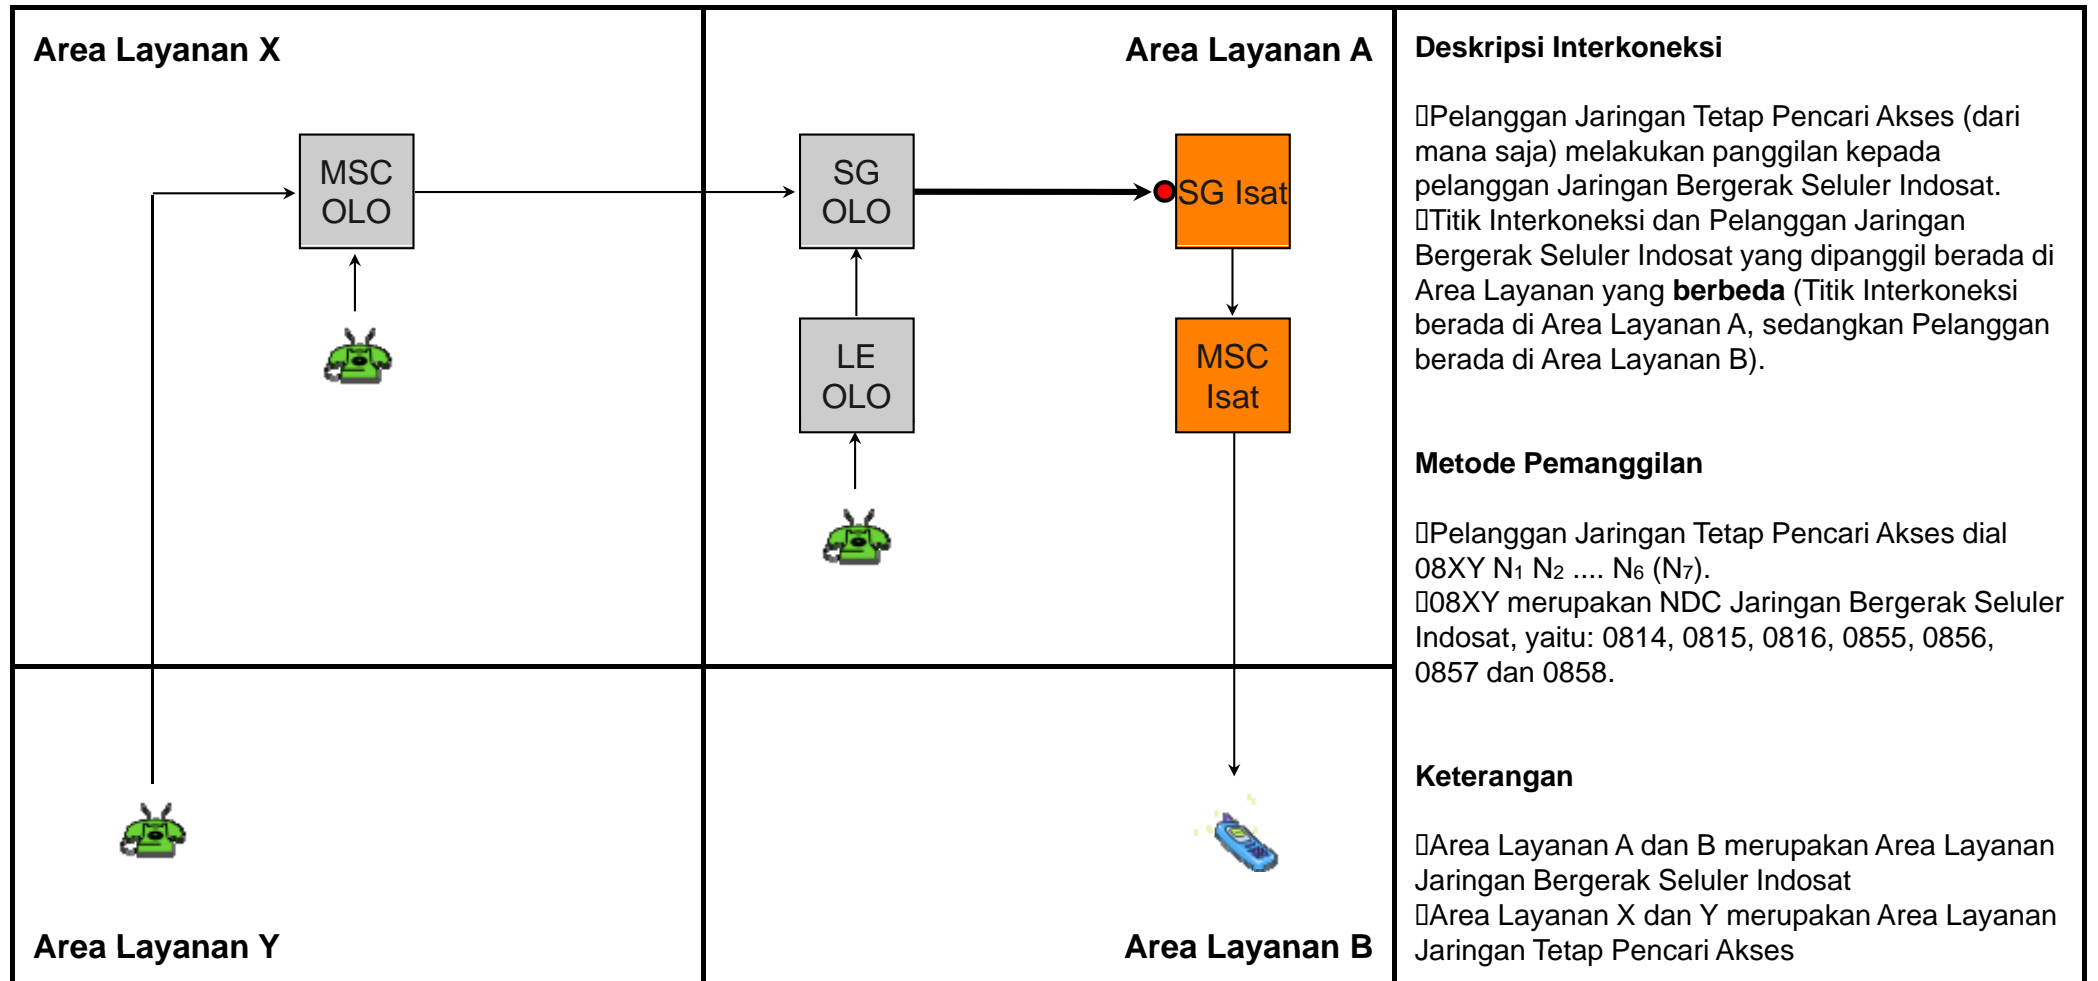 Area Layanan X
Area Layanan A
MSC
OLO
SG
OLO
SG Isat
LE
OLO
MSC
Isat
Area Layanan Y
Area Layanan B
Deskripsi Interkoneksi
Pelanggan Jaringan Tetap Pencari Akses (dari
mana saja) melakukan panggilan kepada
pelanggan Jaringan Bergerak Seluler Indosat.
Titik Interkoneksi dan Pelanggan Jaringan
Bergerak Seluler Indosat yang dipanggil berada di
Area Layanan yang berbeda (Titik Interkoneksi
berada di Area Layanan A, sedangkan Pelanggan
berada di Area Layanan B).
Metode Pemanggilan
Pelanggan Jaringan Tetap Pencari Akses dial
08XY N1 N2 .... N6 (N7).
08XY merupakan NDC Jaringan Bergerak Seluler
Indosat, yaitu: 0814, 0815, 0816, 0855, 0856,
0857 dan 0858.
Keterangan
Area Layanan A dan B merupakan Area Layanan
Jaringan Bergerak Seluler Indosat
Area Layanan X dan Y merupakan Area Layanan
Jaringan Tetap Pencari Akses